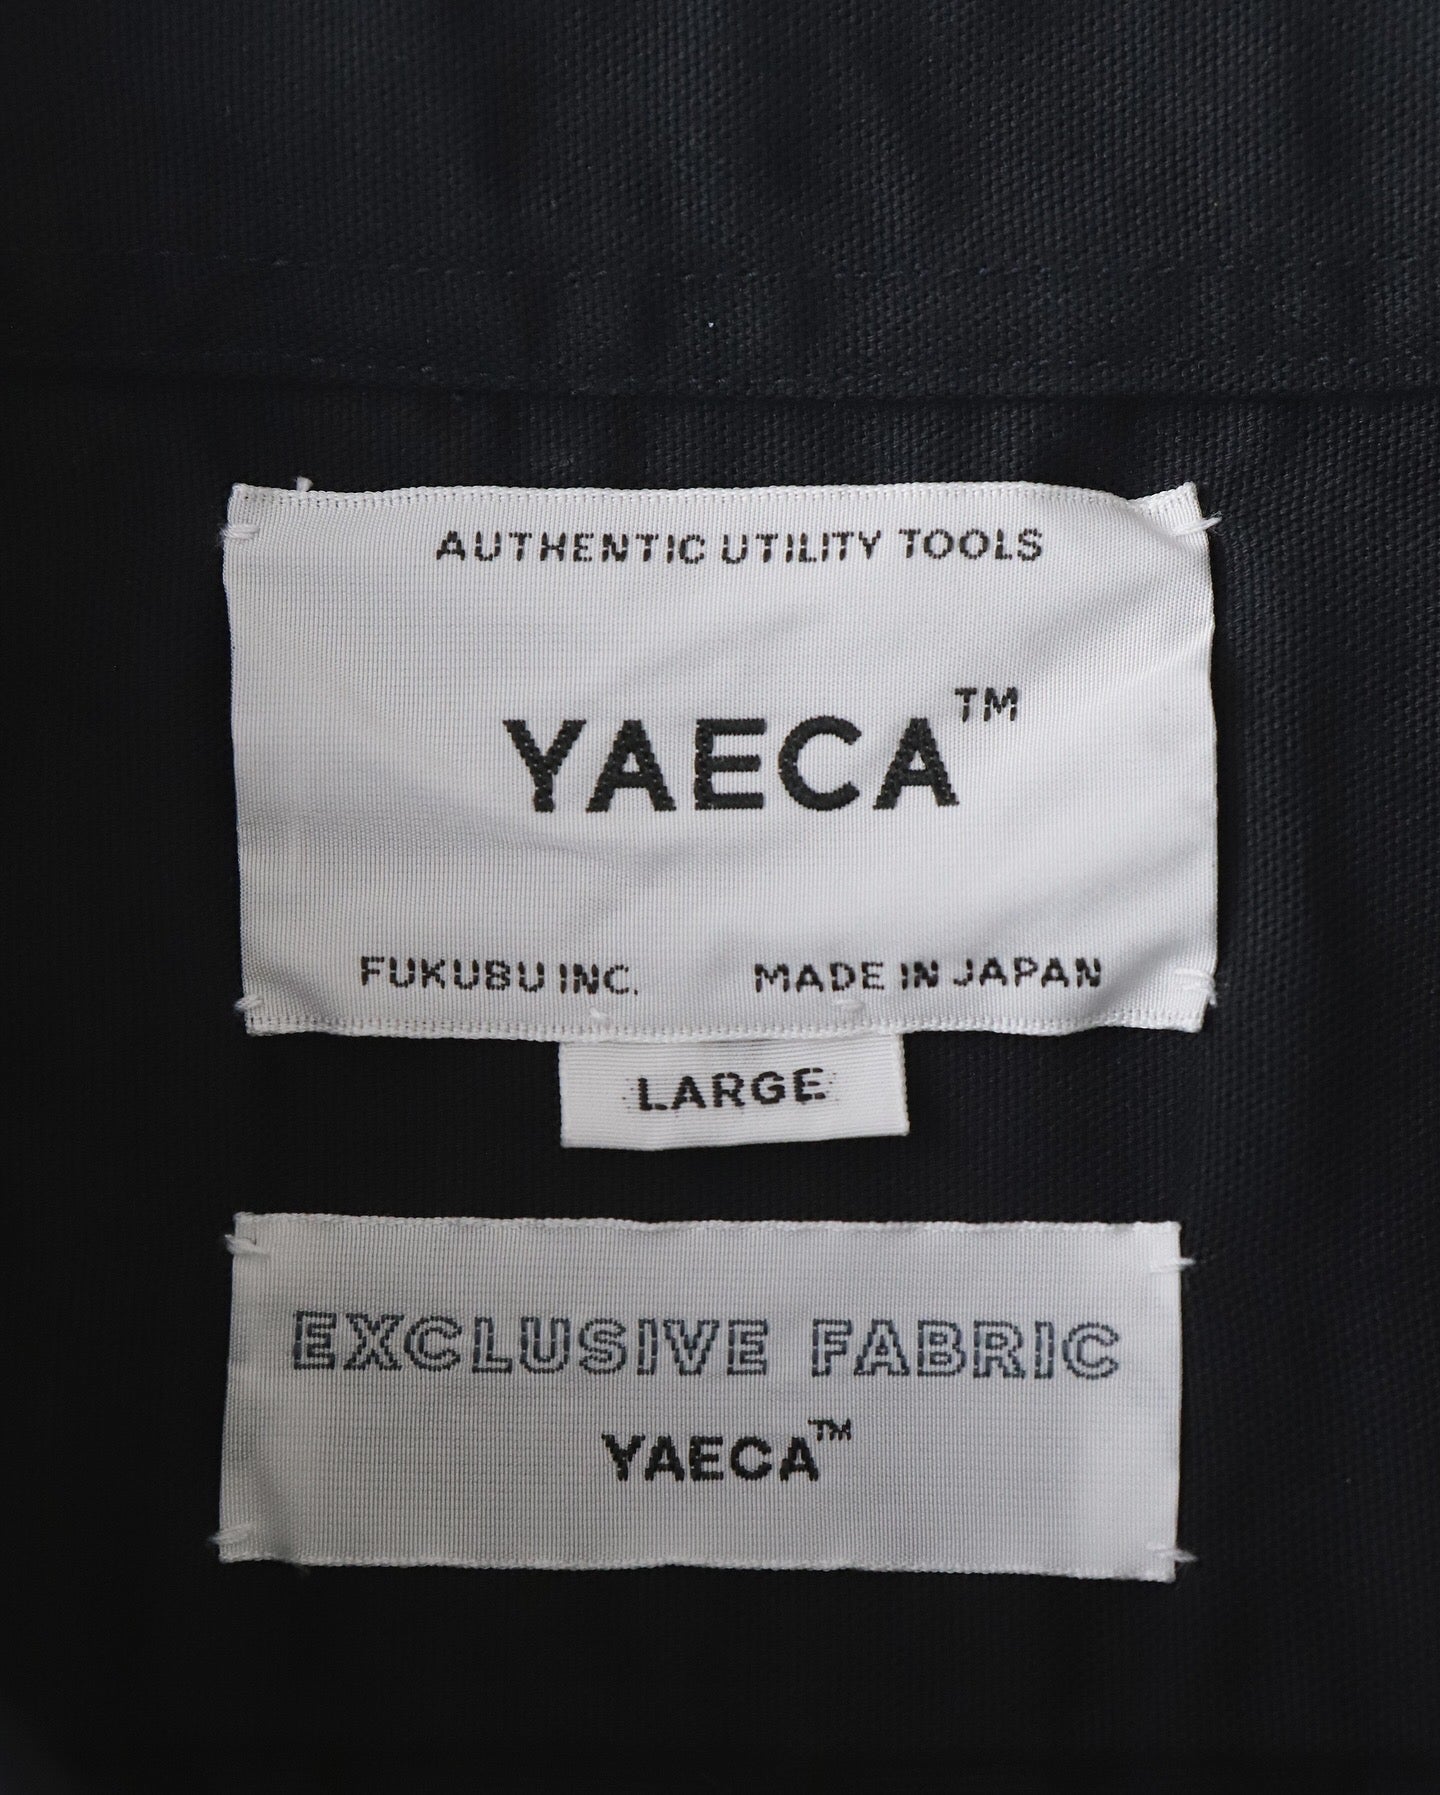 AUTHENTIC UTILITY TOOLS
YAECA™
FUKUBU INC. MADE IN JAPAN
LARGE
EXCLUSIVE FABRIC
YAECA™